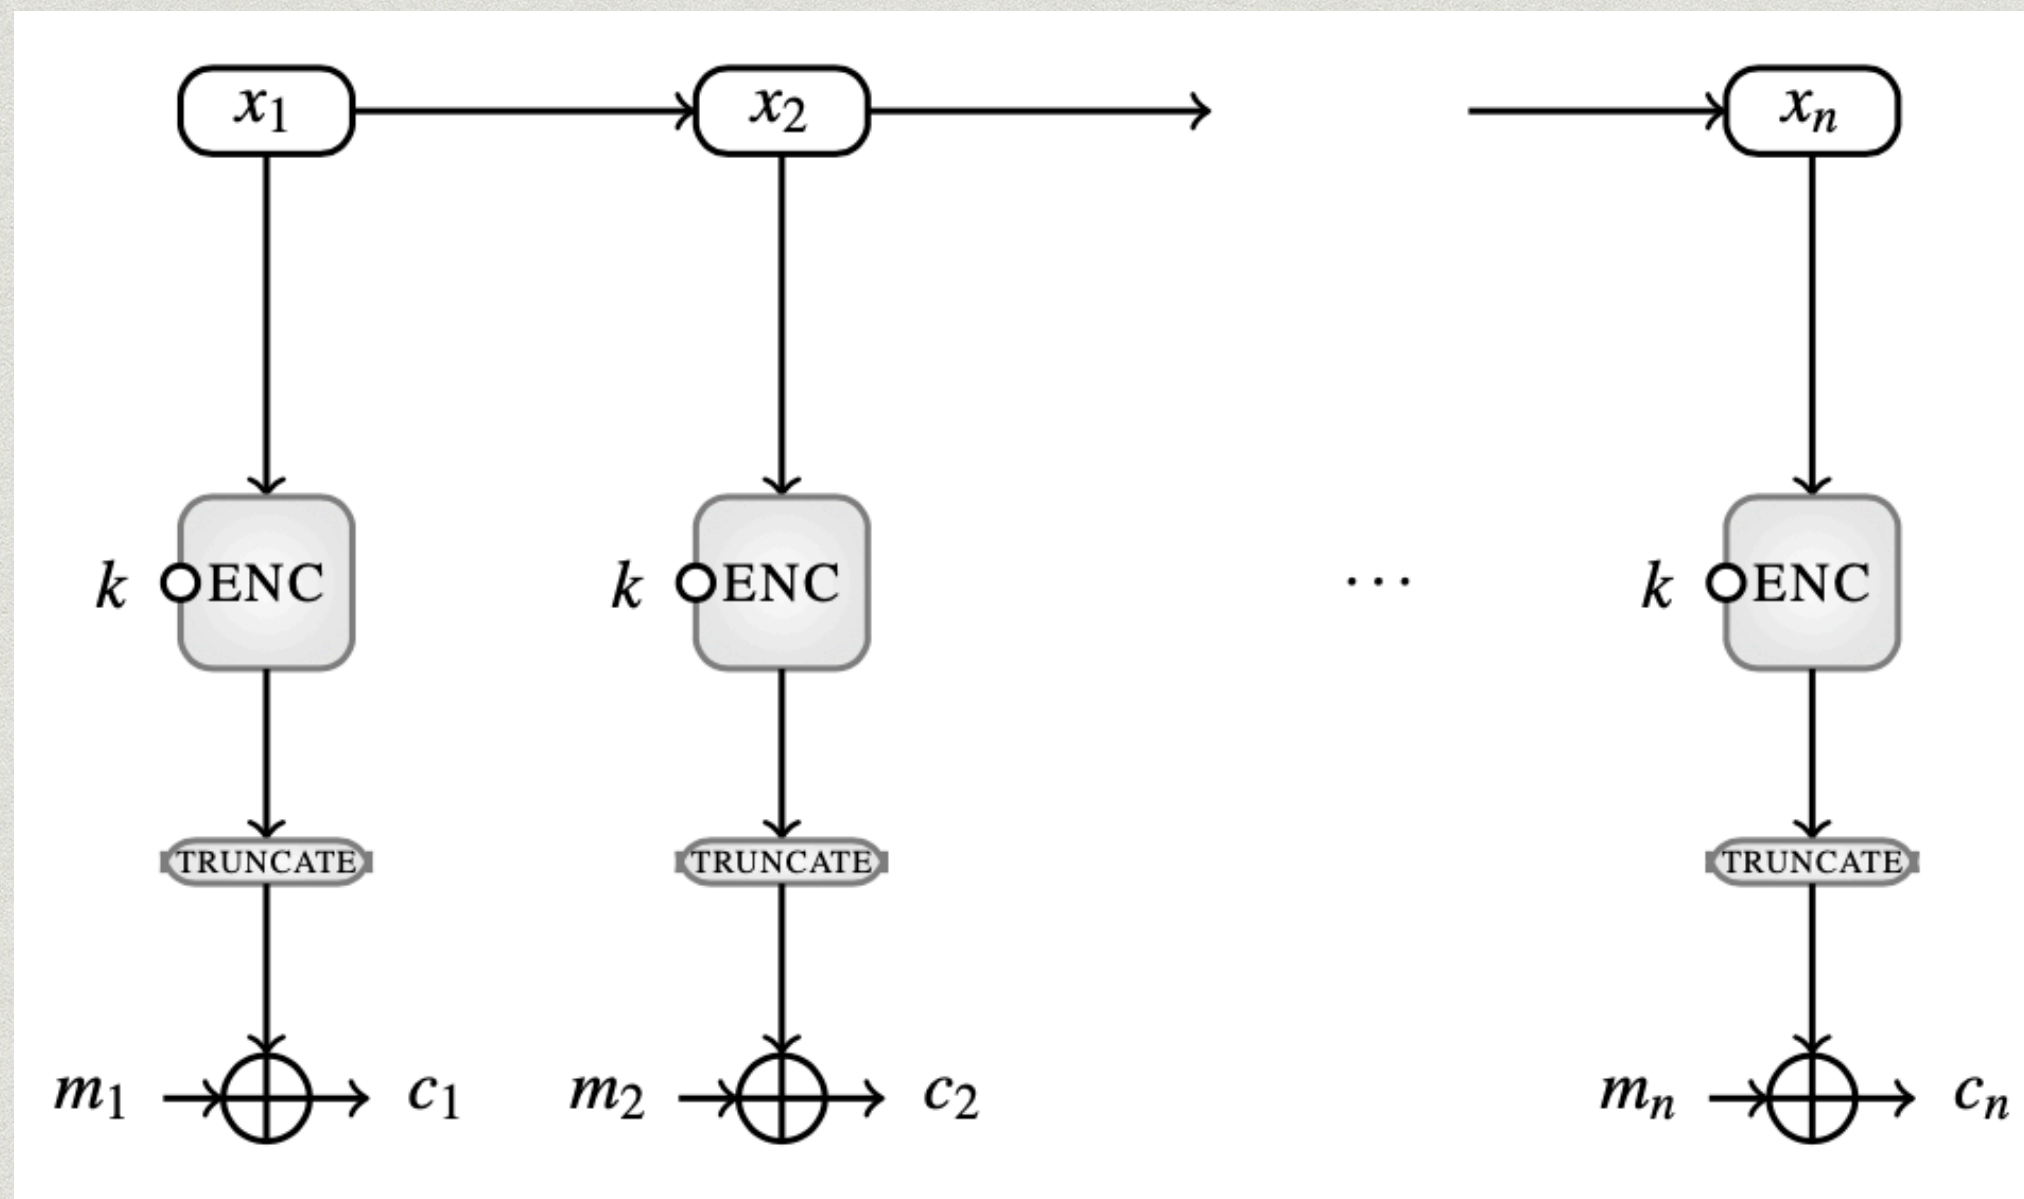 x₁ x₂ xₙ
k ENC k ENC ... k ENC
TRUNCATE TRUNCATE TRUNCATE
m₁ c₁ m₂ c₂ mₙ cₙ